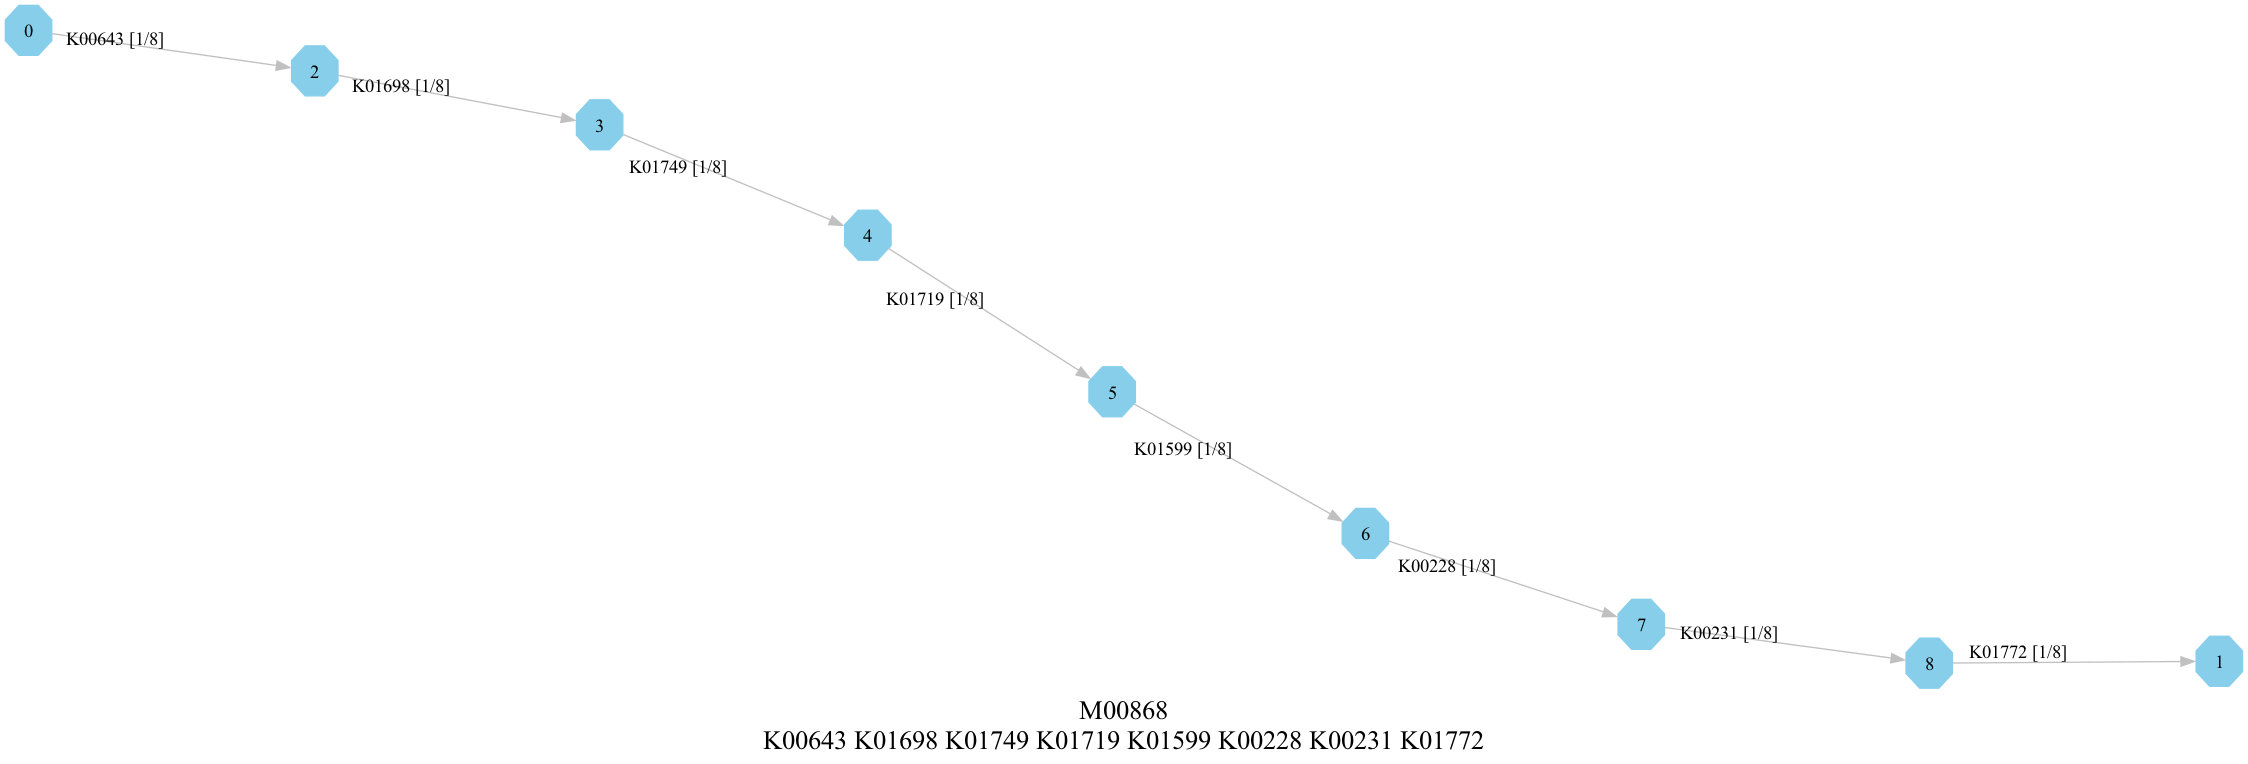 0
K00643 [1/8]
2
K01698 [1/8]
3
K01749 [1/8]
4
K01719 [1/8]
5
K01599 [1/8]
6
K00228 [1/8]
7
K00231 [1/8]
8
K01772 [1/8]
1
M00868
K00643 K01698 K01749 K01719 K01599 K00228 K00231 K01772